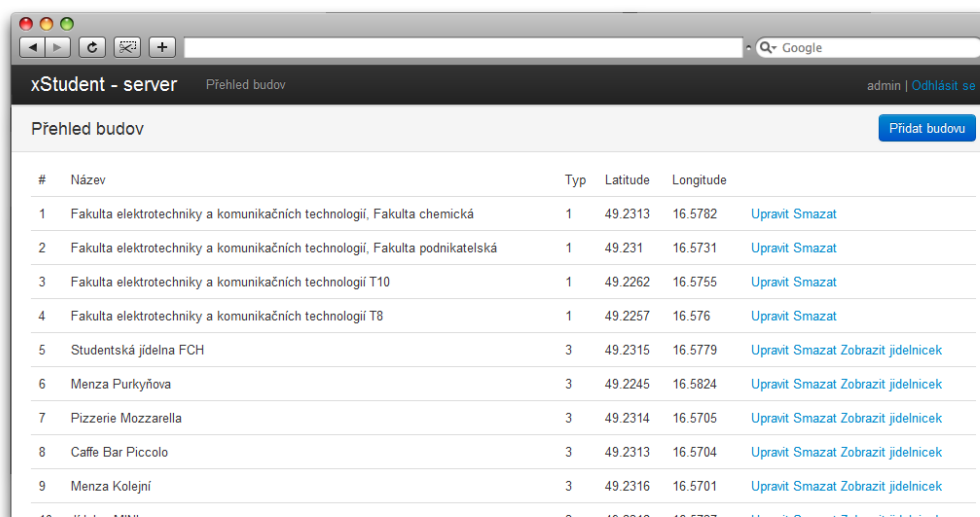 Google
xStudent - server Přehled budov admin | Odhlásit se
Přehled budov Přidat budovu
# Název Typ Latitude Longitude
1 Fakulta elektrotechniky a komunikačních technologií, Fakulta chemická 1 49.2313 16.5782 Upravit Smazat
2 Fakulta elektrotechniky a komunikačních technologií, Fakulta podnikatelská 1 49.231 16.5731 Upravit Smazat
3 Fakulta elektrotechniky a komunikačních technologií T10 1 49.2262 16.5755 Upravit Smazat
4 Fakulta elektrotechniky a komunikačních technologií T8 1 49.2257 16.576 Upravit Smazat
5 Studentská jídelna FCH 3 49.2315 16.5779 Upravit Smazat Zobrazit jidelnicek
6 Menza Purkyňova 3 49.2245 16.5824 Upravit Smazat Zobrazit jidelnicek
7 Pizzerie Mozzarella 3 49.2314 16.5705 Upravit Smazat Zobrazit jidelnicek
8 Caffe Bar Piccolo 3 49.2313 16.5704 Upravit Smazat Zobrazit jidelnicek
9 Menza Kolejní 3 49.2316 16.5701 Upravit Smazat Zobrazit jidelnicek